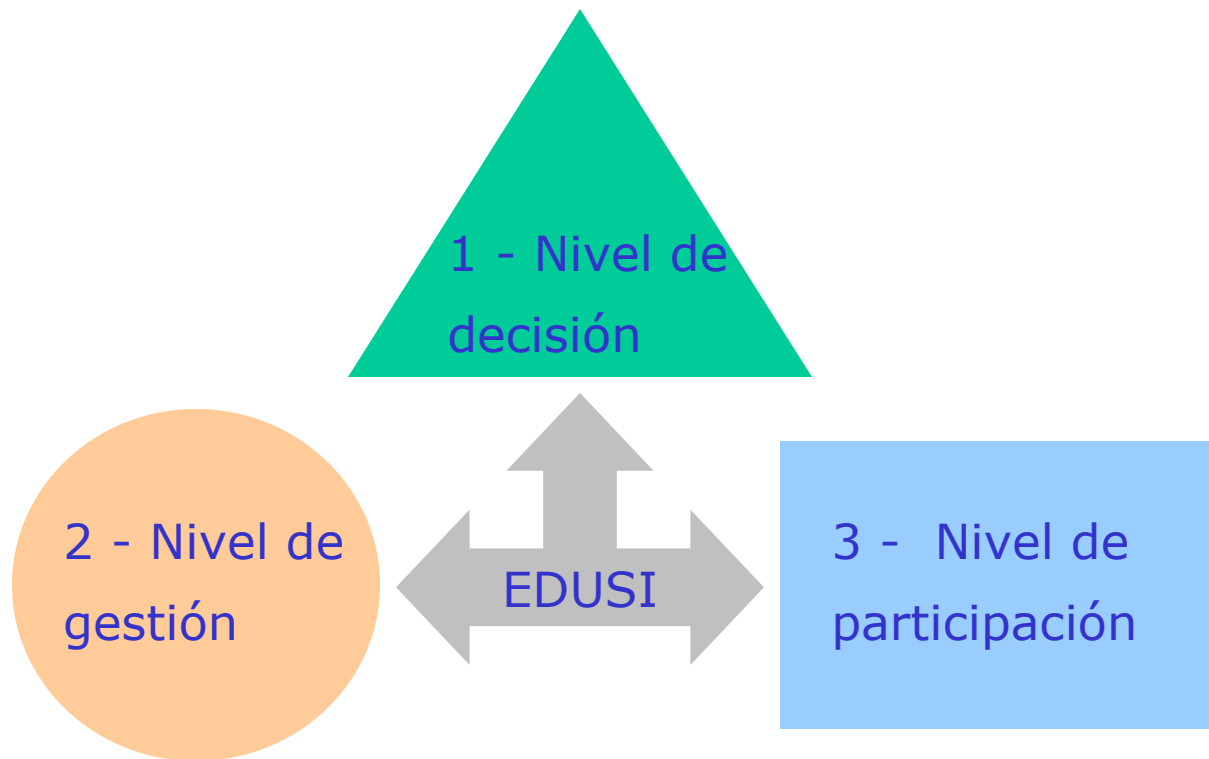 1 - Nivel de
decisión
2 - Nivel de
gestión
EDUSI
3 - Nivel de
participación